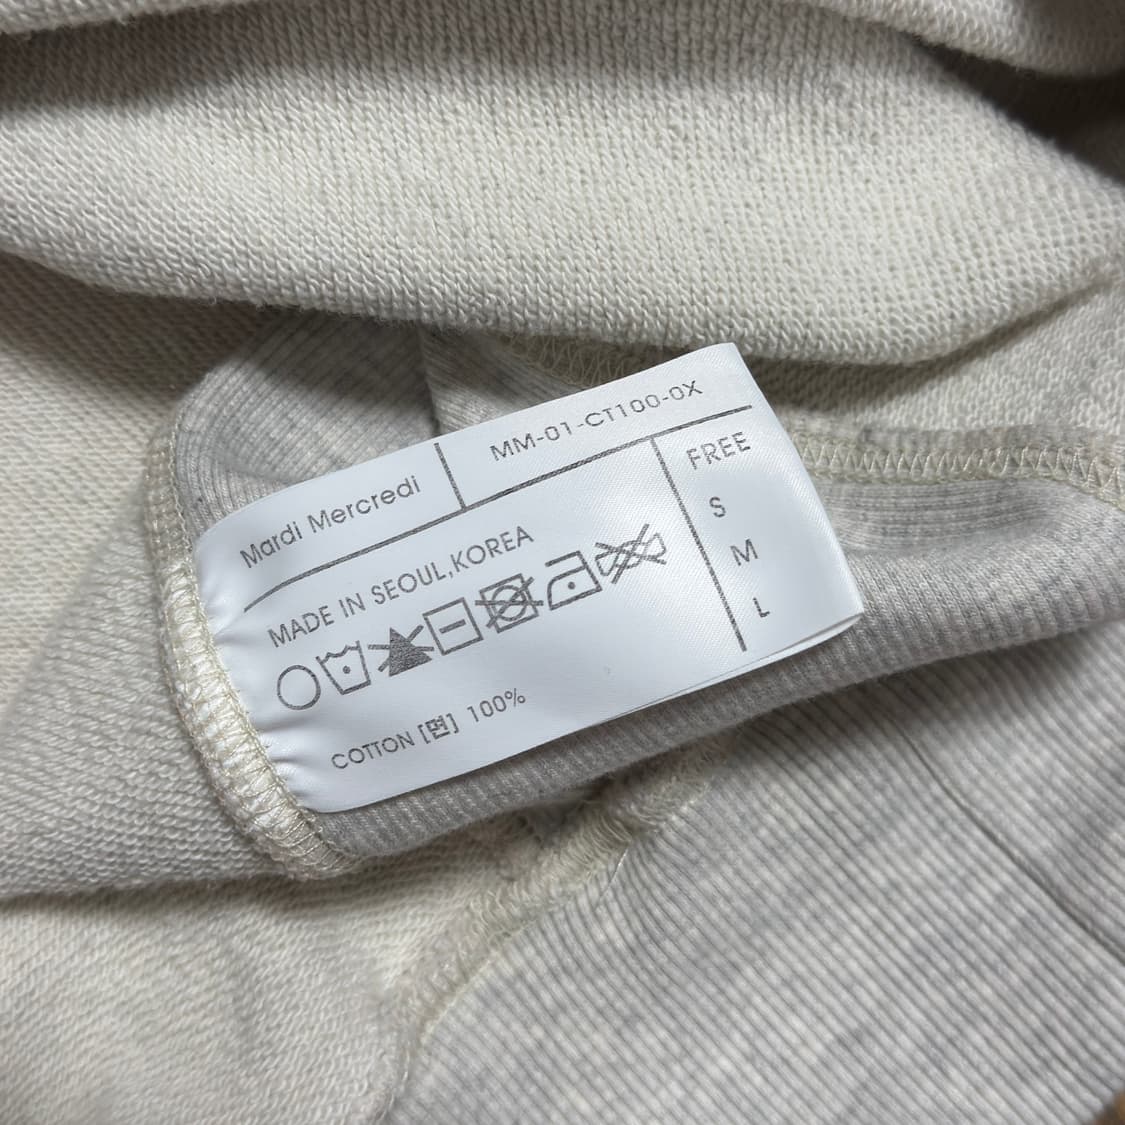 Mardi Mercredi
MM-01-CT100-0X
MADE IN SEOUL,KOREA
COTTON [면] 100%
FREE
S
M
L